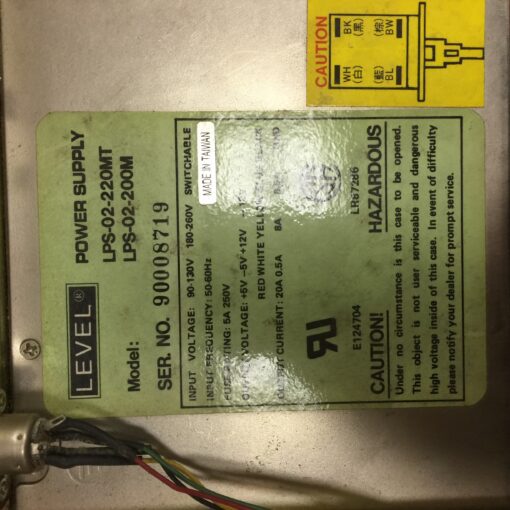 LEVEL®
POWER SUPPLY
LPS-02-220MT
Model: LPS-02-200M
SER. NO. 90008719
INPUT VOLTAGE: 90-130V 180-260V SWITCHABLE
INPUT FREQUENCY: 50-60Hz
FUSE RATING: 6A 250V
VOLTAGE: +5V -5V +12V
RED WHITE YELLOW
OUTPUT CURRENT: 20A 0.5A 8A
MADE IN TAIWAN
E124704
LR67286
CAUTION! HAZARDOUS
Under no circumstance is this case to be opened.
This object is not user serviceable and dangerous
high voltage inside of this case. In event of difficulty
please notify your dealer for prompt service.
CAUTION
BK (黑)
BW (棕)
WH (白)
BL (藍)